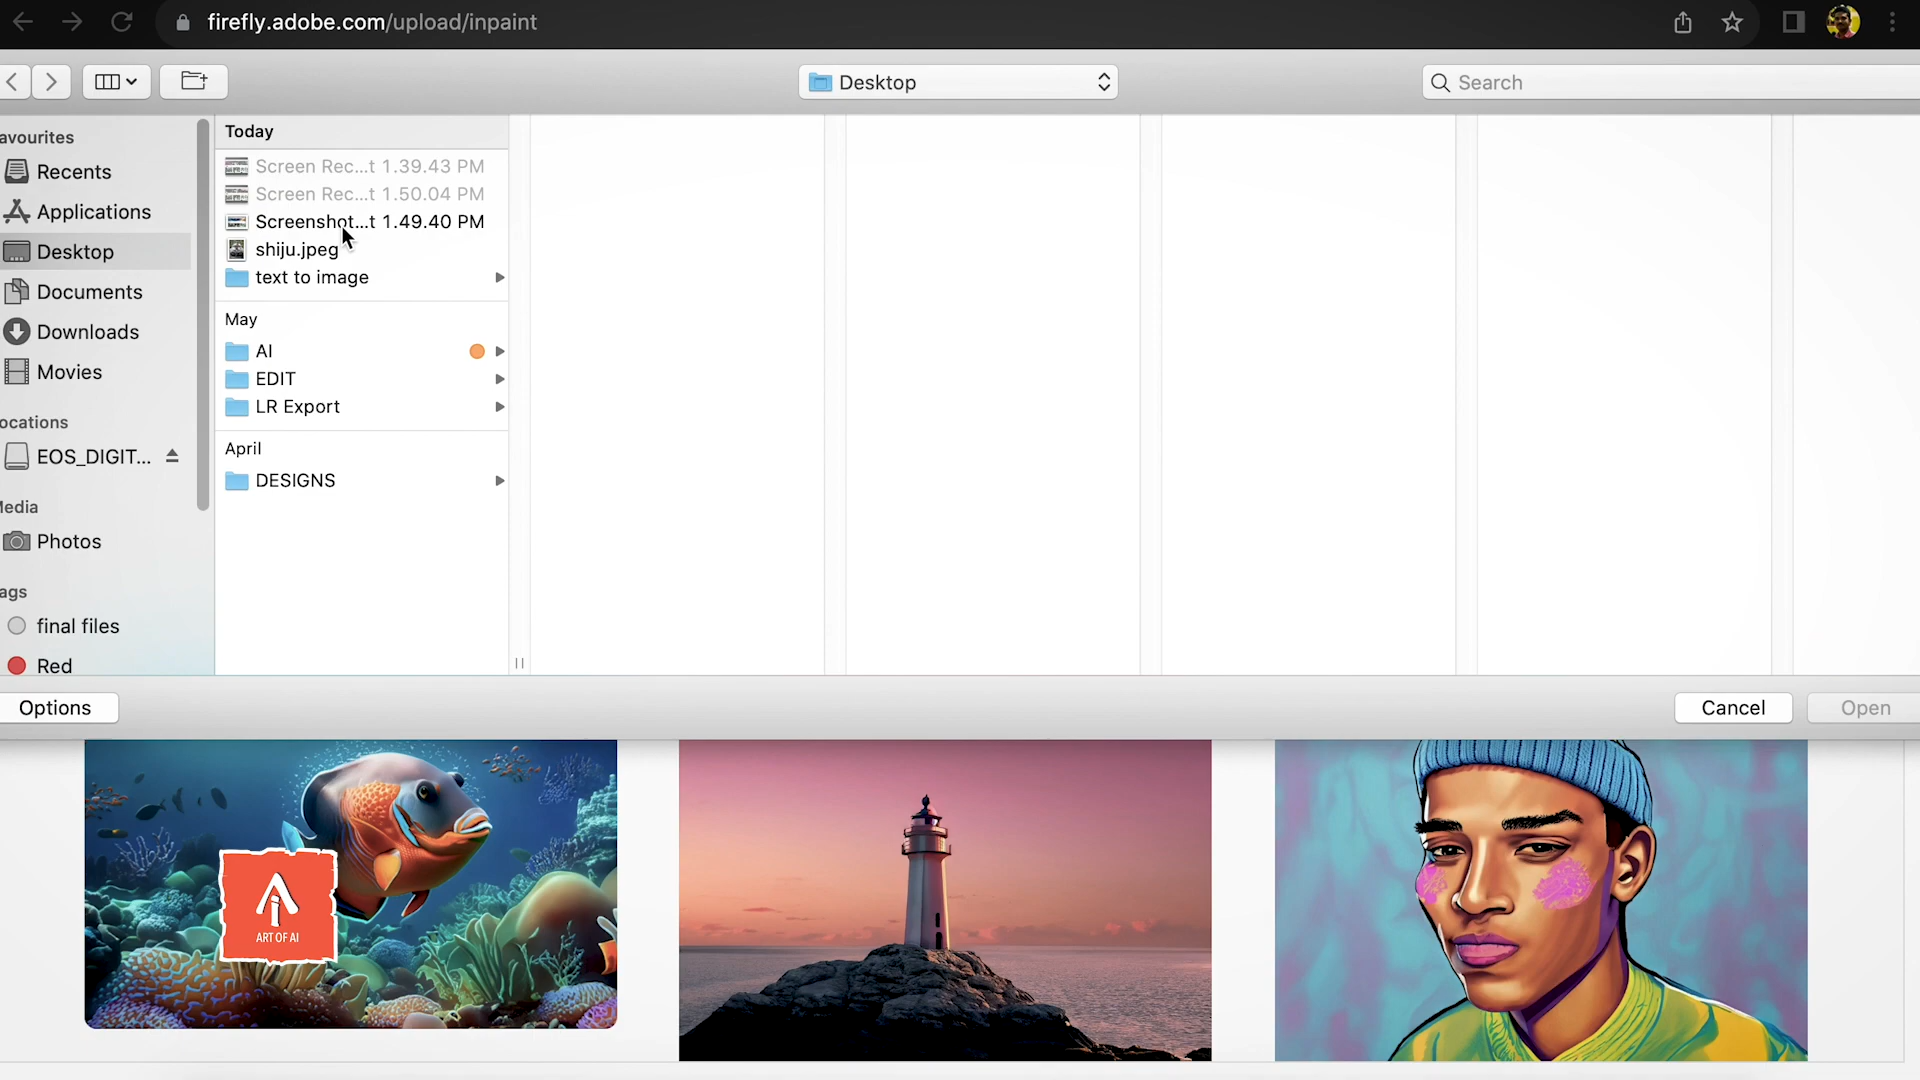 firefly.adobe.com/upload/inpaint
Desktop
Search
avourites
Recents
Applications
Desktop
Documents
Downloads
Movies
ocations
EOS_DIGIT...
Media
Photos
ags
final files
Red
Today
Screen Rec...t 1.39.43 PM
Screen Rec...t 1.50.04 PM
Screenshot...t 1.49.40 PM
shiju.jpeg
text to image
May
AI
EDIT
LR Export
April
DESIGNS
Options
Cancel
Open
ART OF AI